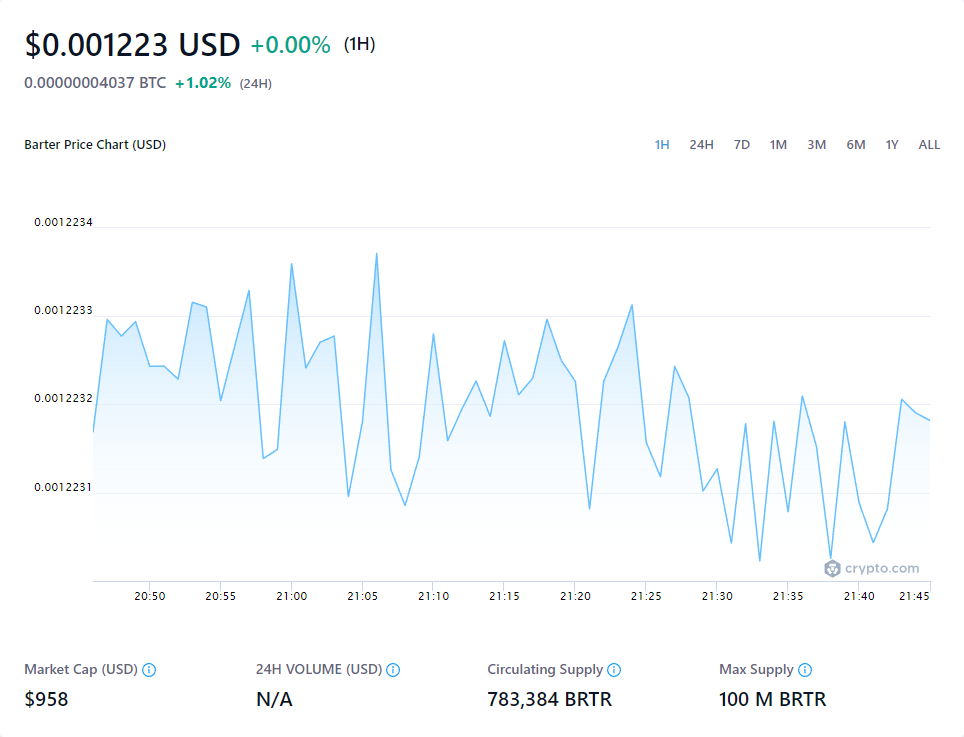 $0.001223 USD +0.00% (1H)
0.00000004037 BTC +1.02% (24H)
Barter Price Chart (USD)
1H 24H 7D 1M 3M 6M 1Y ALL
0.0012234
0.0012233
0.0012232
0.0012231
crypto.com
20:50 20:55 21:00 21:05 21:10 21:15 21:20 21:25 21:30 21:35 21:40 21:45
Market Cap (USD) 24H VOLUME (USD) Circulating Supply Max Supply
$958 N/A 783,384 BRTR 100 M BRTR